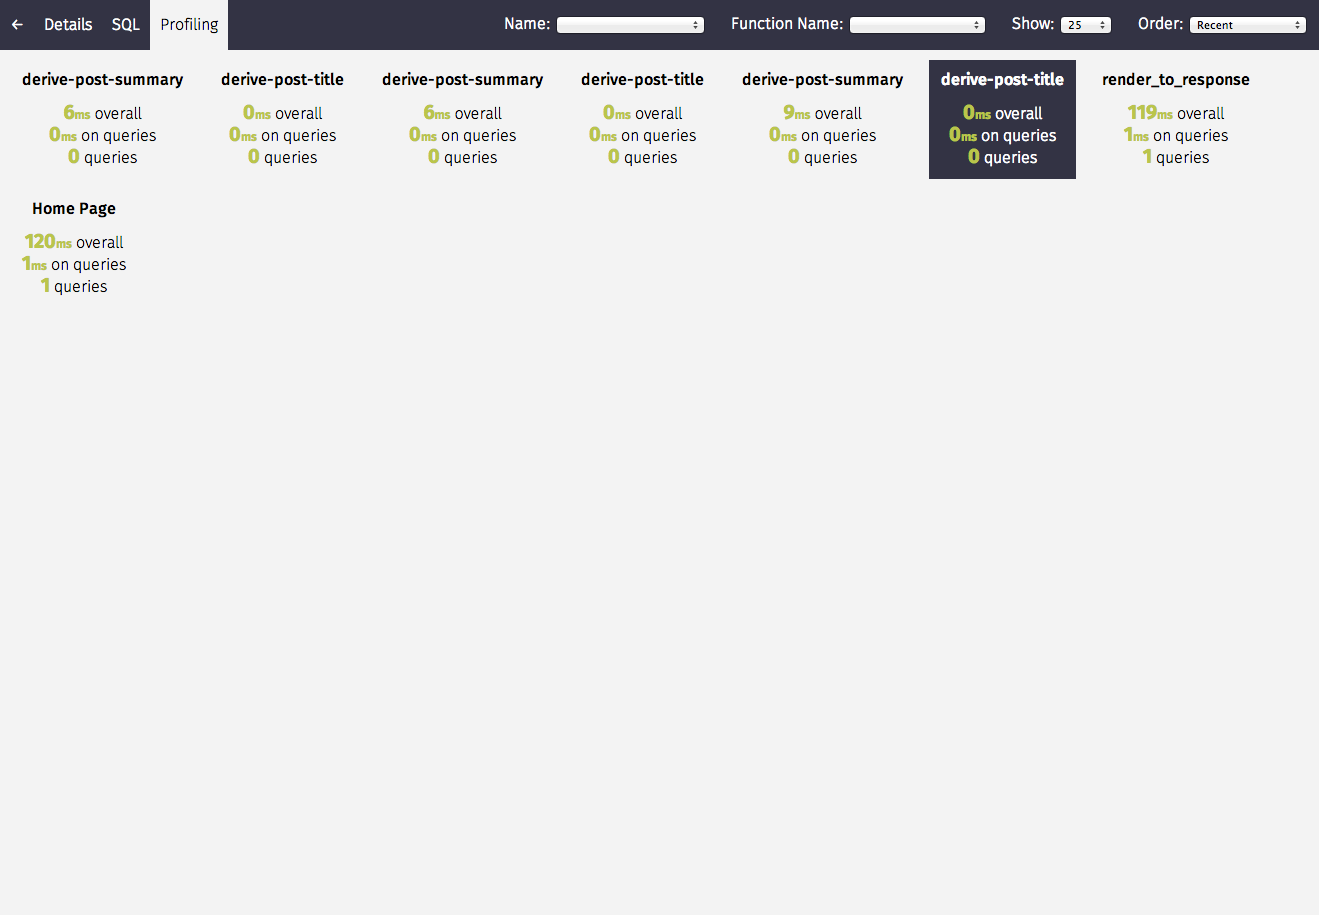 ← Details SQL Profiling Name: Function Name: Show: 25 Order: Recent
derive-post-summary
6ms overall
0ms on queries
0 queries
derive-post-title
0ms overall
0ms on queries
0 queries
derive-post-summary
6ms overall
0ms on queries
0 queries
derive-post-title
0ms overall
0ms on queries
0 queries
derive-post-summary
9ms overall
0ms on queries
0 queries
derive-post-title
0ms overall
0ms on queries
0 queries
render_to_response
119ms overall
1ms on queries
1 queries
Home Page
120ms overall
1ms on queries
1 queries